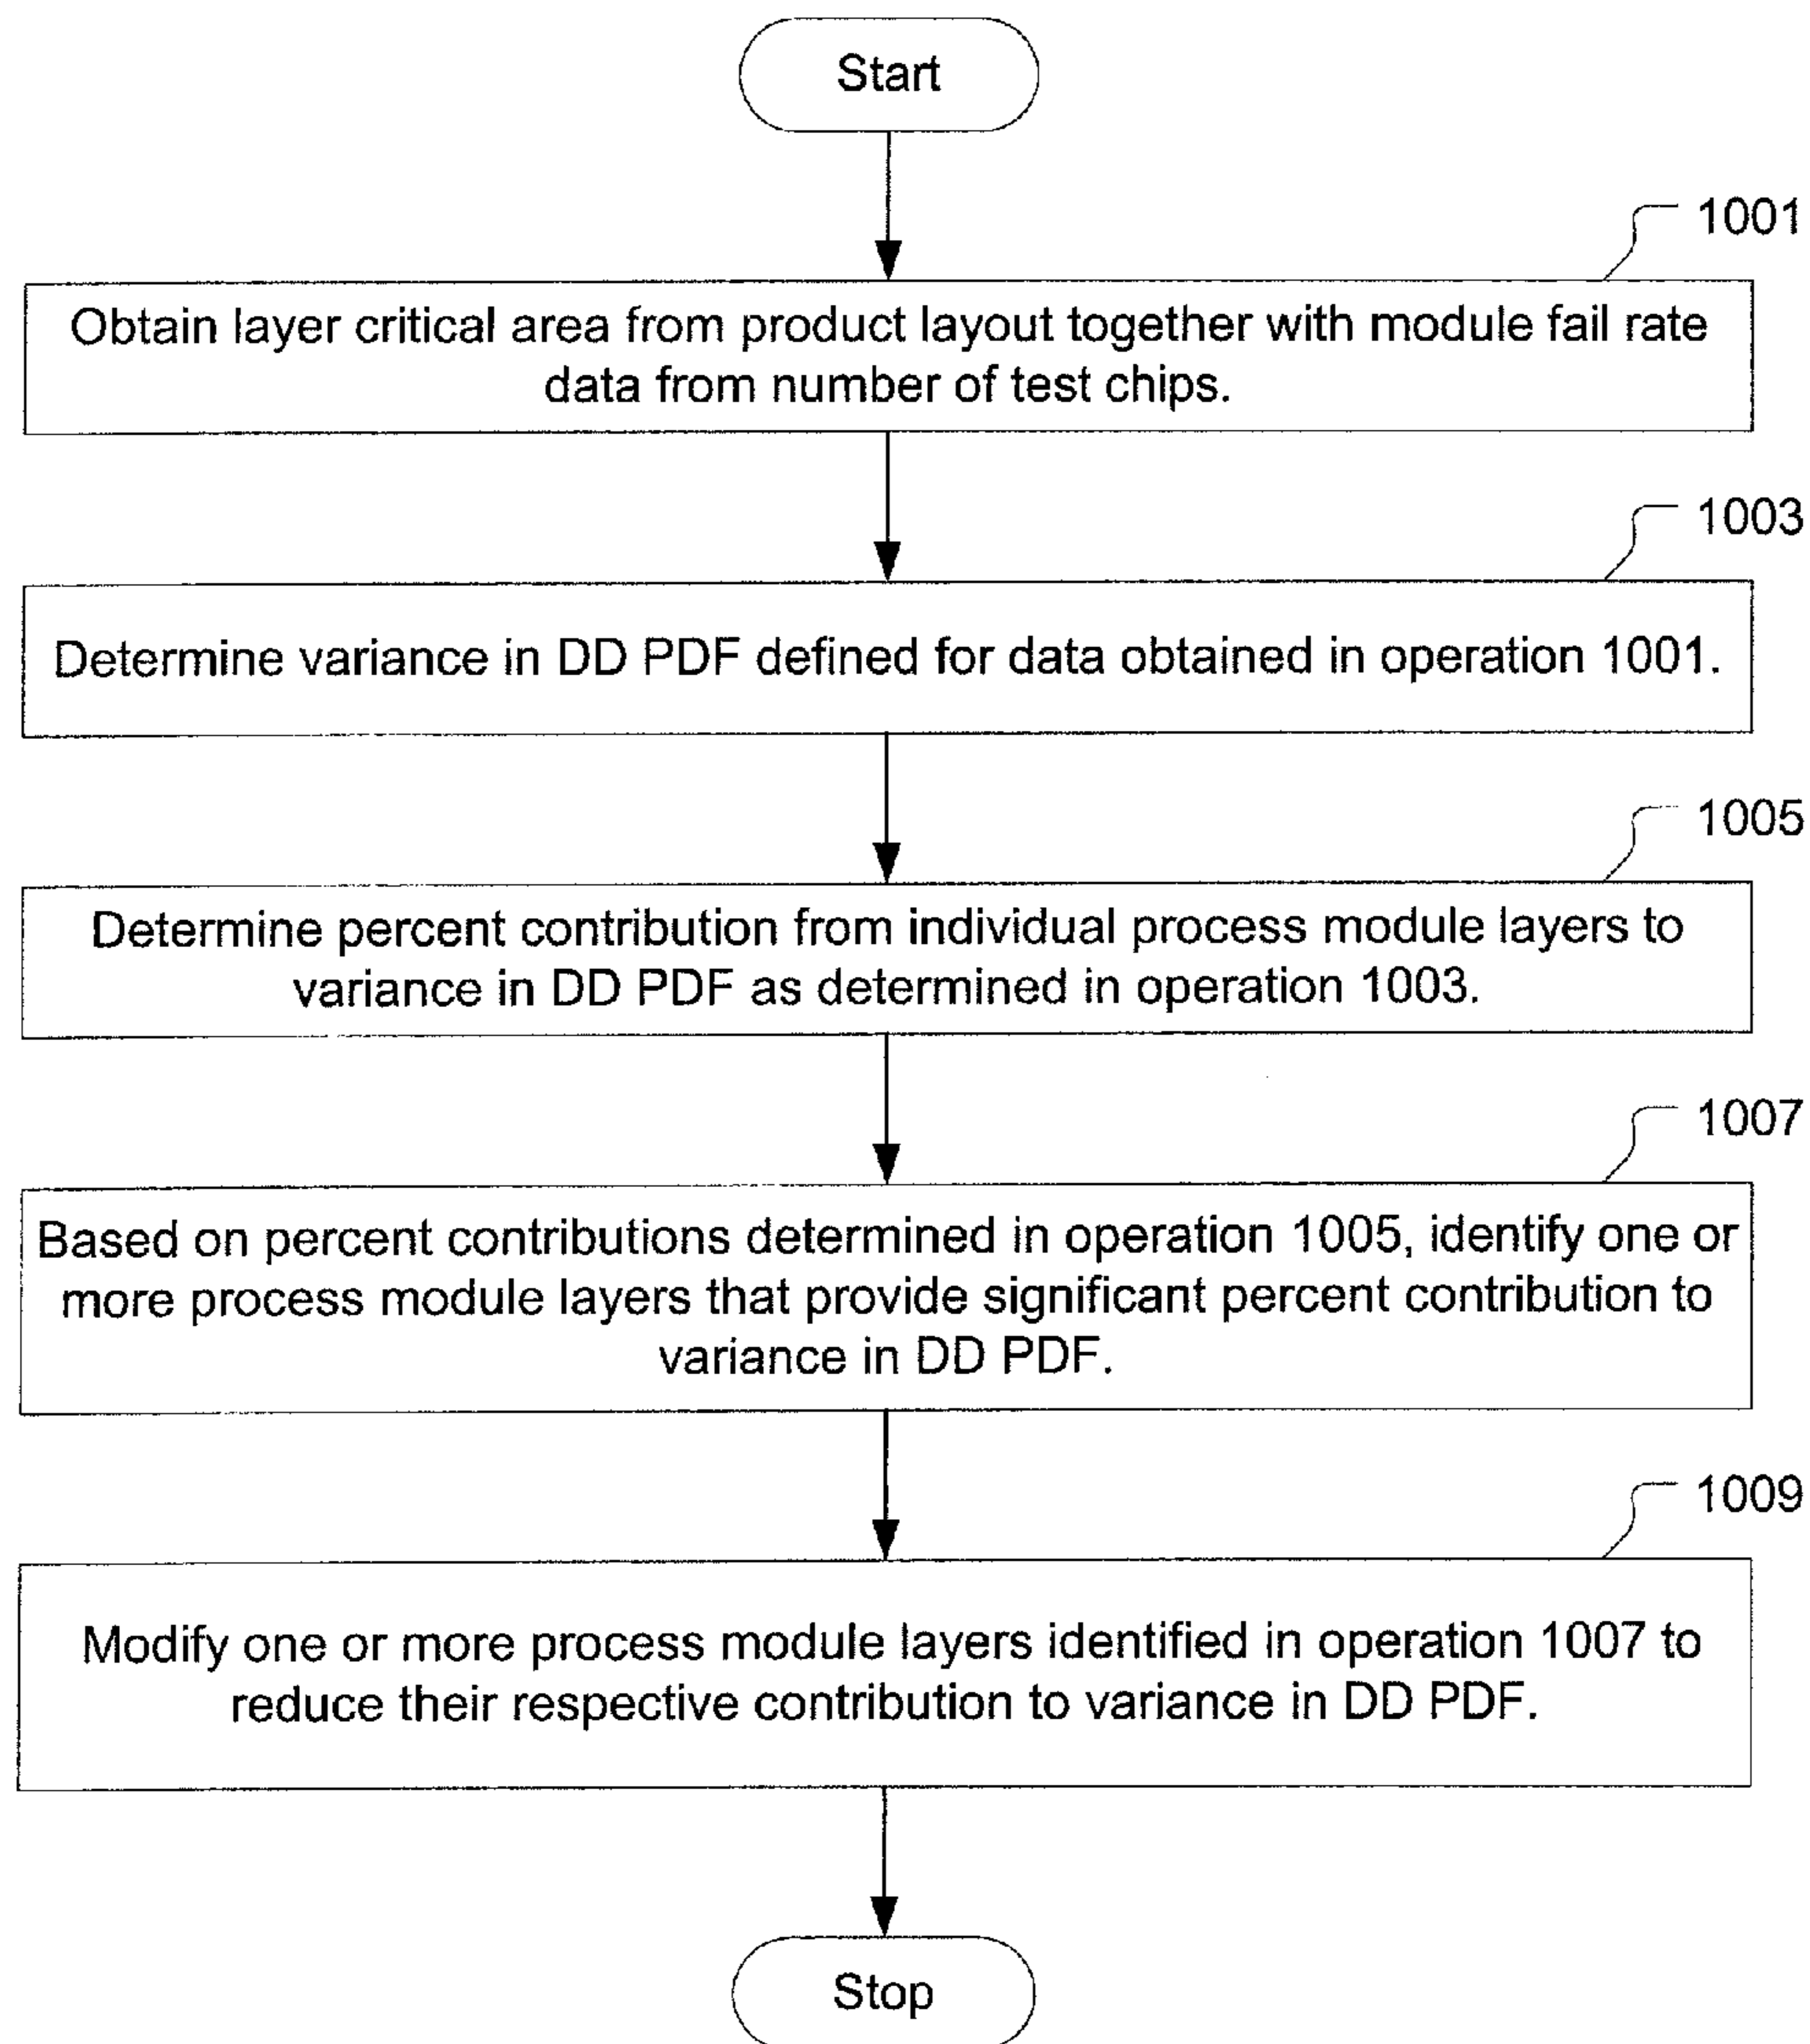 Start
1001
Obtain layer critical area from product layout together with module fail rate
data from number of test chips.
1003
Determine variance in DD PDF defined for data obtained in operation 1001.
1005
Determine percent contribution from individual process module layers to
variance in DD PDF as determined in operation 1003.
1007
Based on percent contributions determined in operation 1005, identify one or
more process module layers that provide significant percent contribution to
variance in DD PDF.
1009
Modify one or more process module layers identified in operation 1007 to
reduce their respective contribution to variance in DD PDF.
Stop